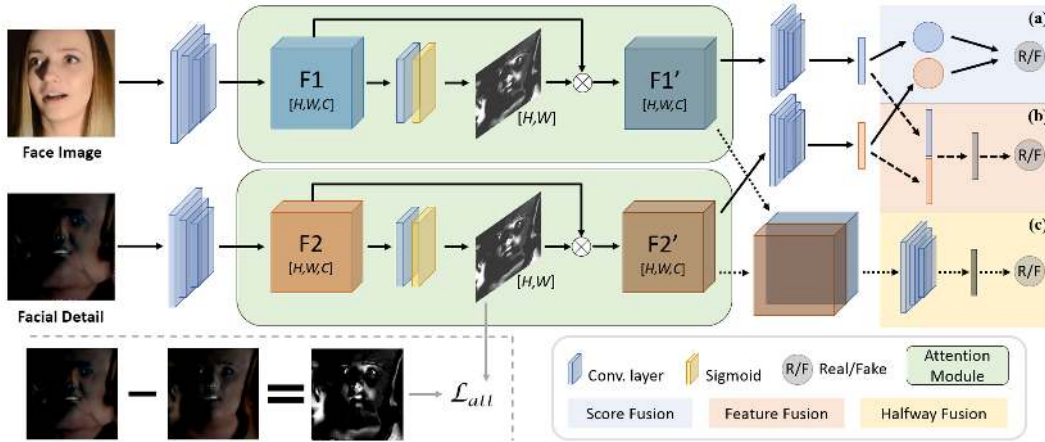 (a)
F1
[H,W,C]
[H,W]
F1'
[H,W,C]
R/F
Face Image
(b)
R/F
F2
[H,W,C]
[H,W]
F2'
[H,W,C]
(c)
R/F
Facial Detail
ℒatt
Conv. layer
Sigmoid
R/F
Real/Fake
Attention
Module
Score Fusion
Feature Fusion
Halfway Fusion